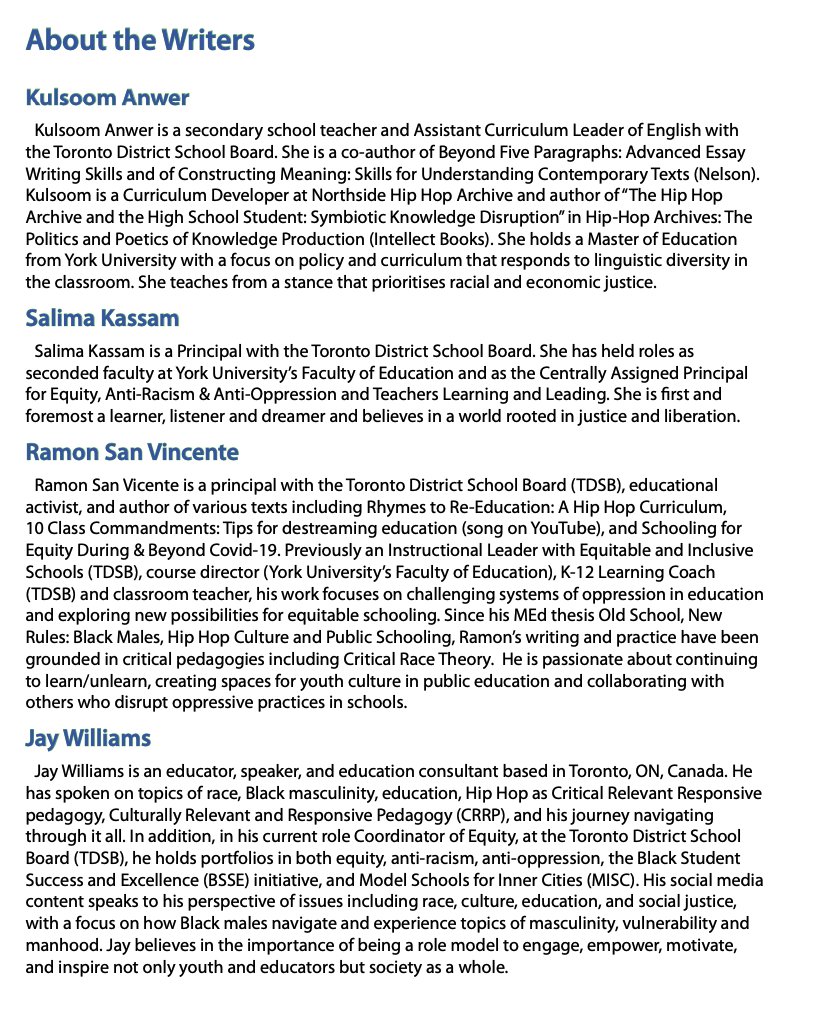 About the Writers
Kulsoom Anwer
Kulsoom Anwer is a secondary school teacher and Assistant Curriculum Leader of English with
the Toronto District School Board. She is a co-author of Beyond Five Paragraphs: Advanced Essay
Writing Skills and of Constructing Meaning: Skills for Understanding Contemporary Texts (Nelson).
Kulsoom is a Curriculum Developer at Northside Hip Hop Archive and author of “The Hip Hop
Archive and the High School Student: Symbiotic Knowledge Disruption” in Hip-Hop Archives: The
Politics and Poetics of Knowledge Production (Intellect Books). She holds a Master of Education
from York University with a focus on policy and curriculum that responds to linguistic diversity in
the classroom. She teaches from a stance that prioritises racial and economic justice.
Salima Kassam
Salima Kassam is a Principal with the Toronto District School Board. She has held roles as
seconded faculty at York University’s Faculty of Education and as the Centrally Assigned Principal
for Equity, Anti-Racism & Anti-Oppression and Teachers Learning and Leading. She is first and
foremost a learner, listener and dreamer and believes in a world rooted in justice and liberation.
Ramon San Vincente
Ramon San Vicente is a principal with the Toronto District School Board (TDSB), educational
activist, and author of various texts including Rhymes to Re-Education: A Hip Hop Curriculum,
10 Class Commandments: Tips for destreaming education (song on YouTube), and Schooling for
Equity During & Beyond Covid-19. Previously an Instructional Leader with Equitable and Inclusive
Schools (TDSB), course director (York University’s Faculty of Education), K-12 Learning Coach
(TDSB) and classroom teacher, his work focuses on challenging systems of oppression in education
and exploring new possibilities for equitable schooling. Since his MEd thesis Old School, New
Rules: Black Males, Hip Hop Culture and Public Schooling, Ramon’s writing and practice have been
grounded in critical pedagogies including Critical Race Theory.  He is passionate about continuing
to learn/unlearn, creating spaces for youth culture in public education and collaborating with
others who disrupt oppressive practices in schools.
Jay Williams
Jay Williams is an educator, speaker, and education consultant based in Toronto, ON, Canada. He
has spoken on topics of race, Black masculinity, education, Hip Hop as Critical Relevant Responsive
pedagogy, Culturally Relevant and Responsive Pedagogy (CRRP), and his journey navigating
through it all. In addition, in his current role Coordinator of Equity, at the Toronto District School
Board (TDSB), he holds portfolios in both equity, anti-racism, anti-oppression, the Black Student
Success and Excellence (BSSE) initiative, and Model Schools for Inner Cities (MISC). His social media
content speaks to his perspective of issues including race, culture, education, and social justice,
with a focus on how Black males navigate and experience topics of masculinity, vulnerability and
manhood. Jay believes in the importance of being a role model to engage, empower, motivate,
and inspire not only youth and educators but society as a whole.